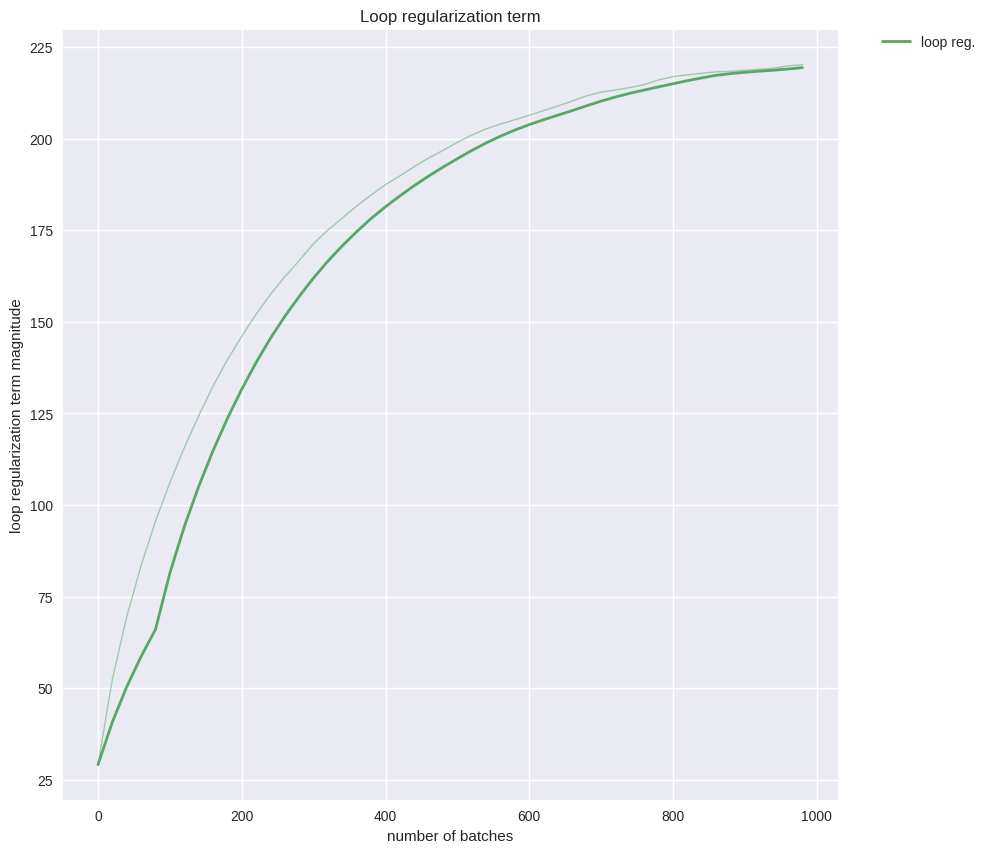 Loop regularization term
loop reg.
loop regularization term magnitude
225
200
175
150
125
100
75
50
25
0 200 400 600 800 1000
number of batches